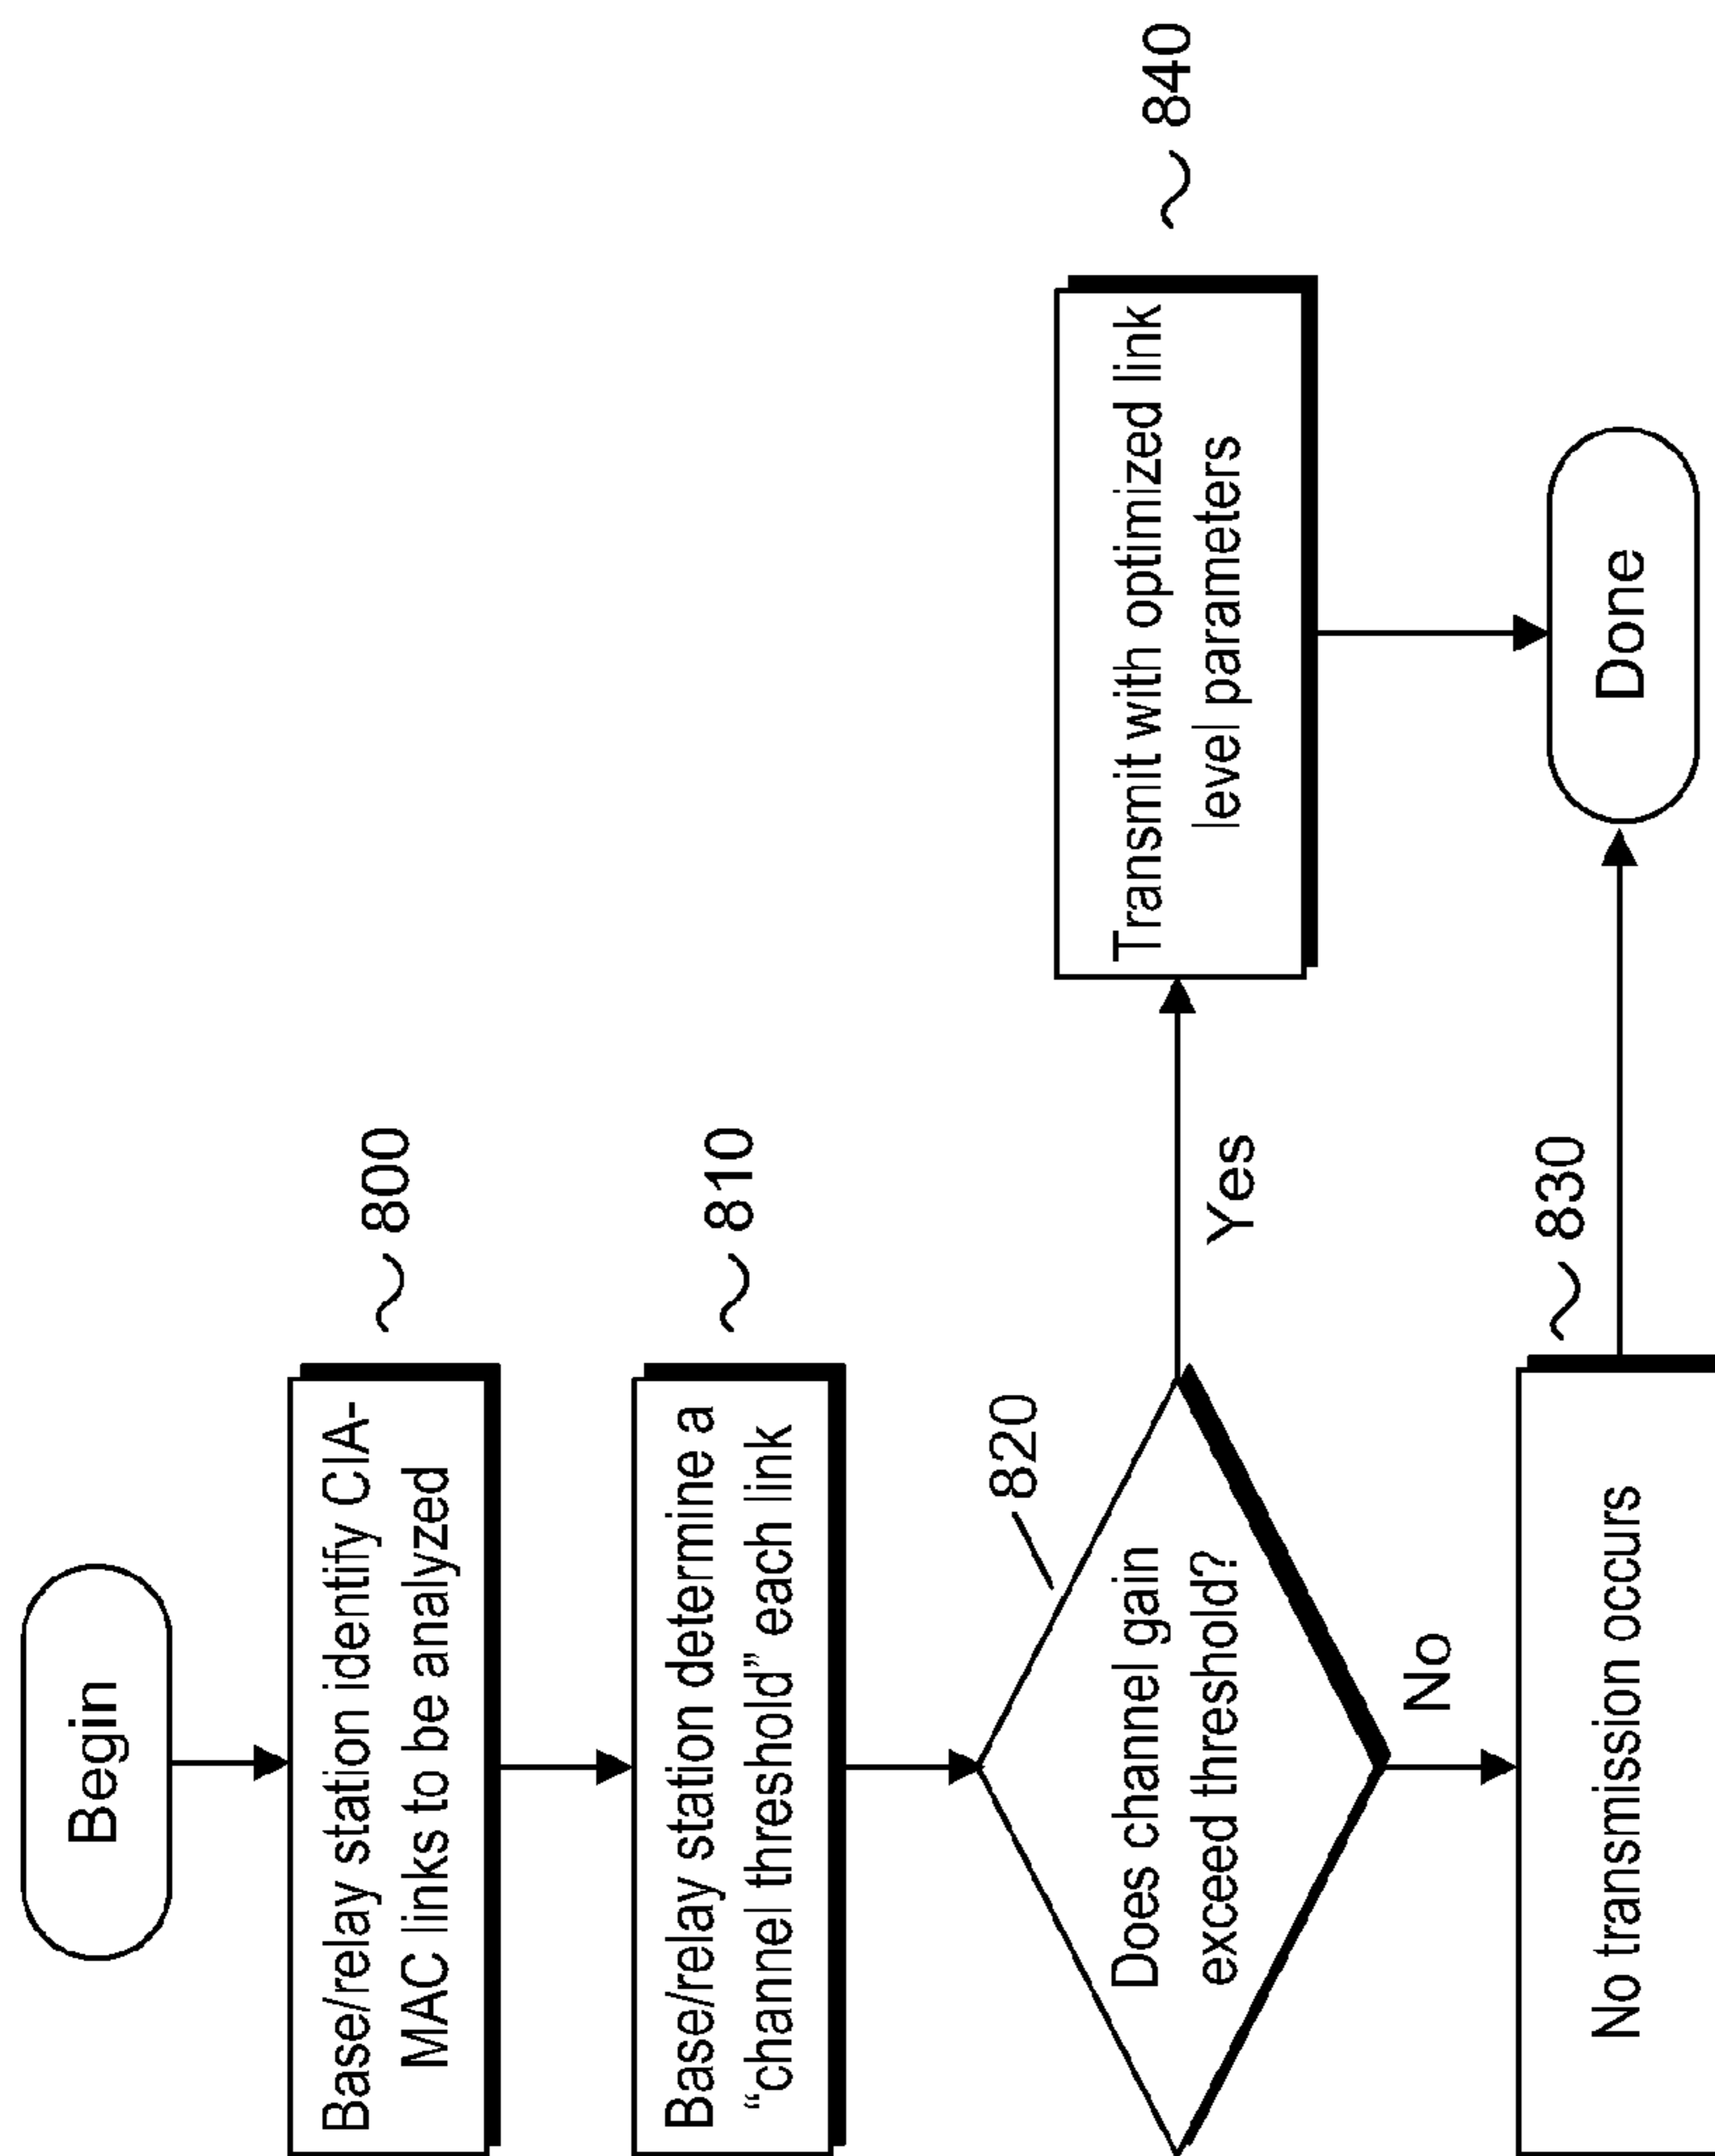 Begin
Base/relay station identify CIA-
MAC links to be analyzed
~ 800
Base/relay station determine a
“channel threshold” each link
~ 810
Does channel gain
exceed threshold?
820
Yes
Transmit with optimized link
level parameters
~ 840
No
No transmission occurs
~ 830
Done